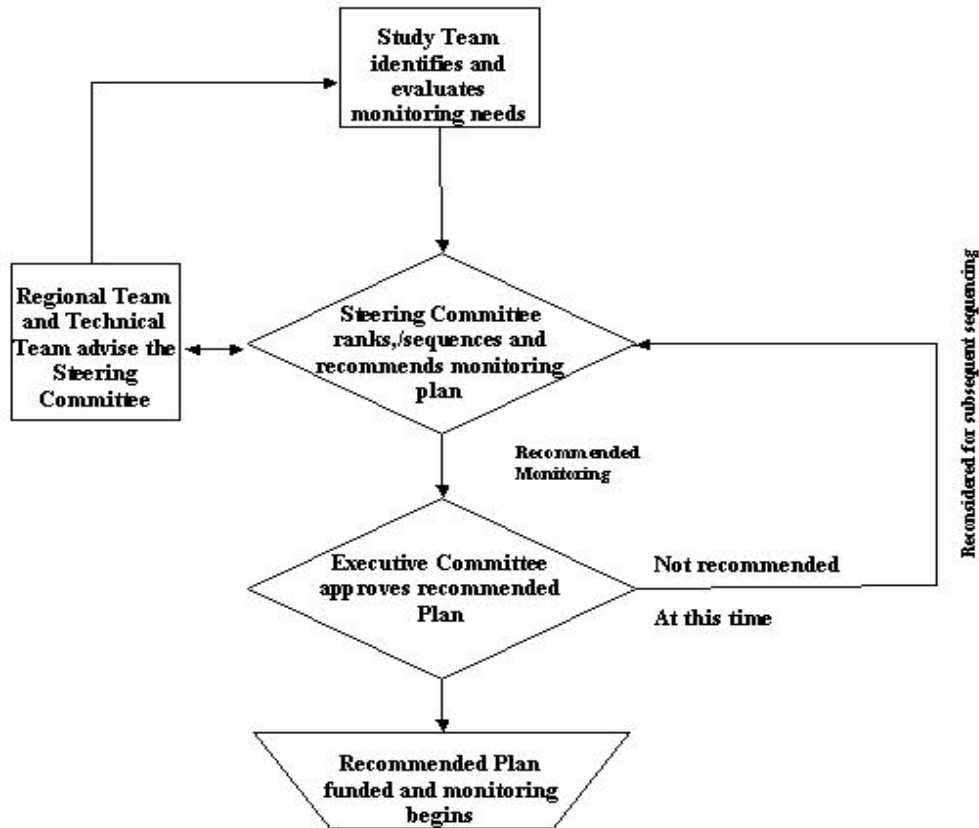 Study Team
identifies and
evaluates
monitoring needs
Regional Team
and Technical
Team advise the
Steering
Committee
Steering Committee
ranks,/sequences and
recommends monitoring
plan
Reconsidered for subsequent sequencing
Recommended
Monitoring
Executive Committee
approves recommended
Plan
Not recommended
At this time
Recommended Plan
funded and monitoring
begins